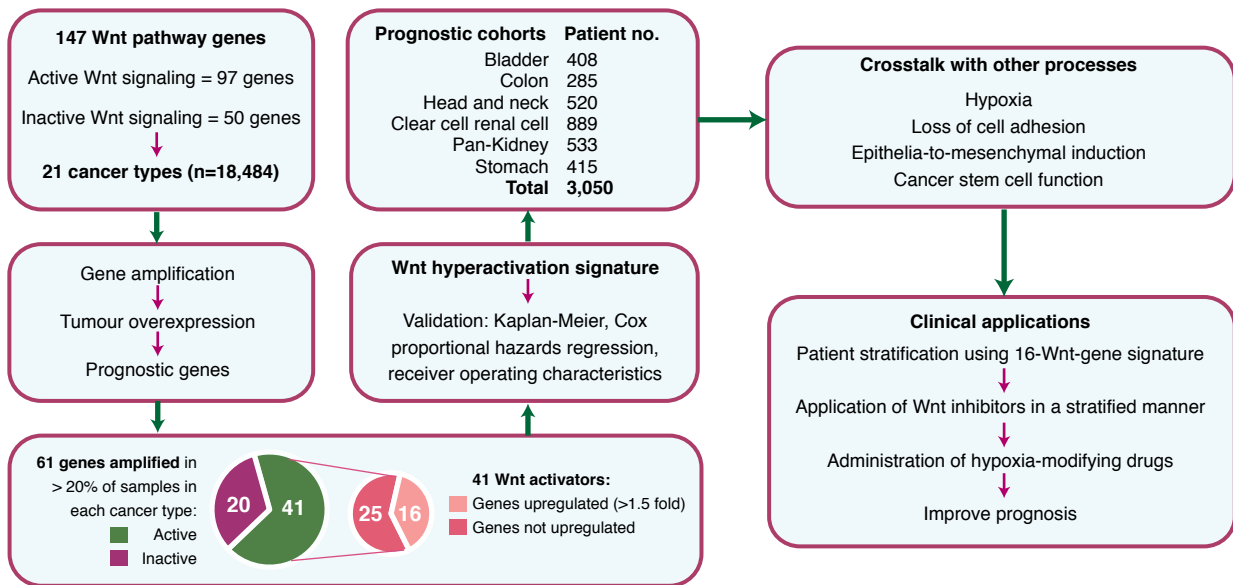 147 Wnt pathway genes
Active Wnt signaling = 97 genes
Inactive Wnt signaling = 50 genes
21 cancer types (n=18,484)
Gene amplification
Tumour overexpression
Prognostic genes
61 genes amplified in
> 20% of samples in
each cancer type:
Active
Inactive
20
41
25
16
41 Wnt activators:
Genes upregulated (>1.5 fold)
Genes not upregulated
Wnt hyperactivation signature
Validation: Kaplan-Meier, Cox
proportional hazards regression,
receiver operating characteristics
Prognostic cohorts Patient no.
Bladder 408
Colon 285
Head and neck 520
Clear cell renal cell 889
Pan-Kidney 533
Stomach 415
Total 3,050
Crosstalk with other processes
Hypoxia
Loss of cell adhesion
Epithelia-to-mesenchymal induction
Cancer stem cell function
Clinical applications
Patient stratification using 16-Wnt-gene signature
Application of Wnt inhibitors in a stratified manner
Administration of hypoxia-modifying drugs
Improve prognosis